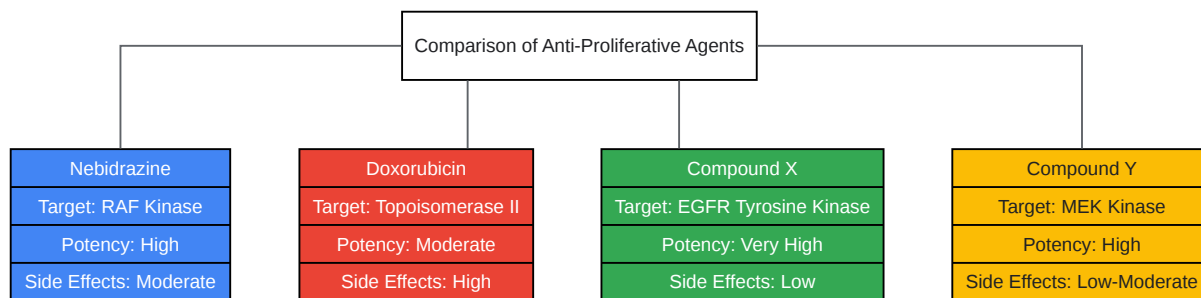 Comparison of Anti-Proliferative Agents
Nebidrazine
Target: RAF Kinase
Potency: High
Side Effects: Moderate
Doxorubicin
Target: Topoisomerase II
Potency: Moderate
Side Effects: High
Compound X
Target: EGFR Tyrosine Kinase
Potency: Very High
Side Effects: Low
Compound Y
Target: MEK Kinase
Potency: High
Side Effects: Low-Moderate